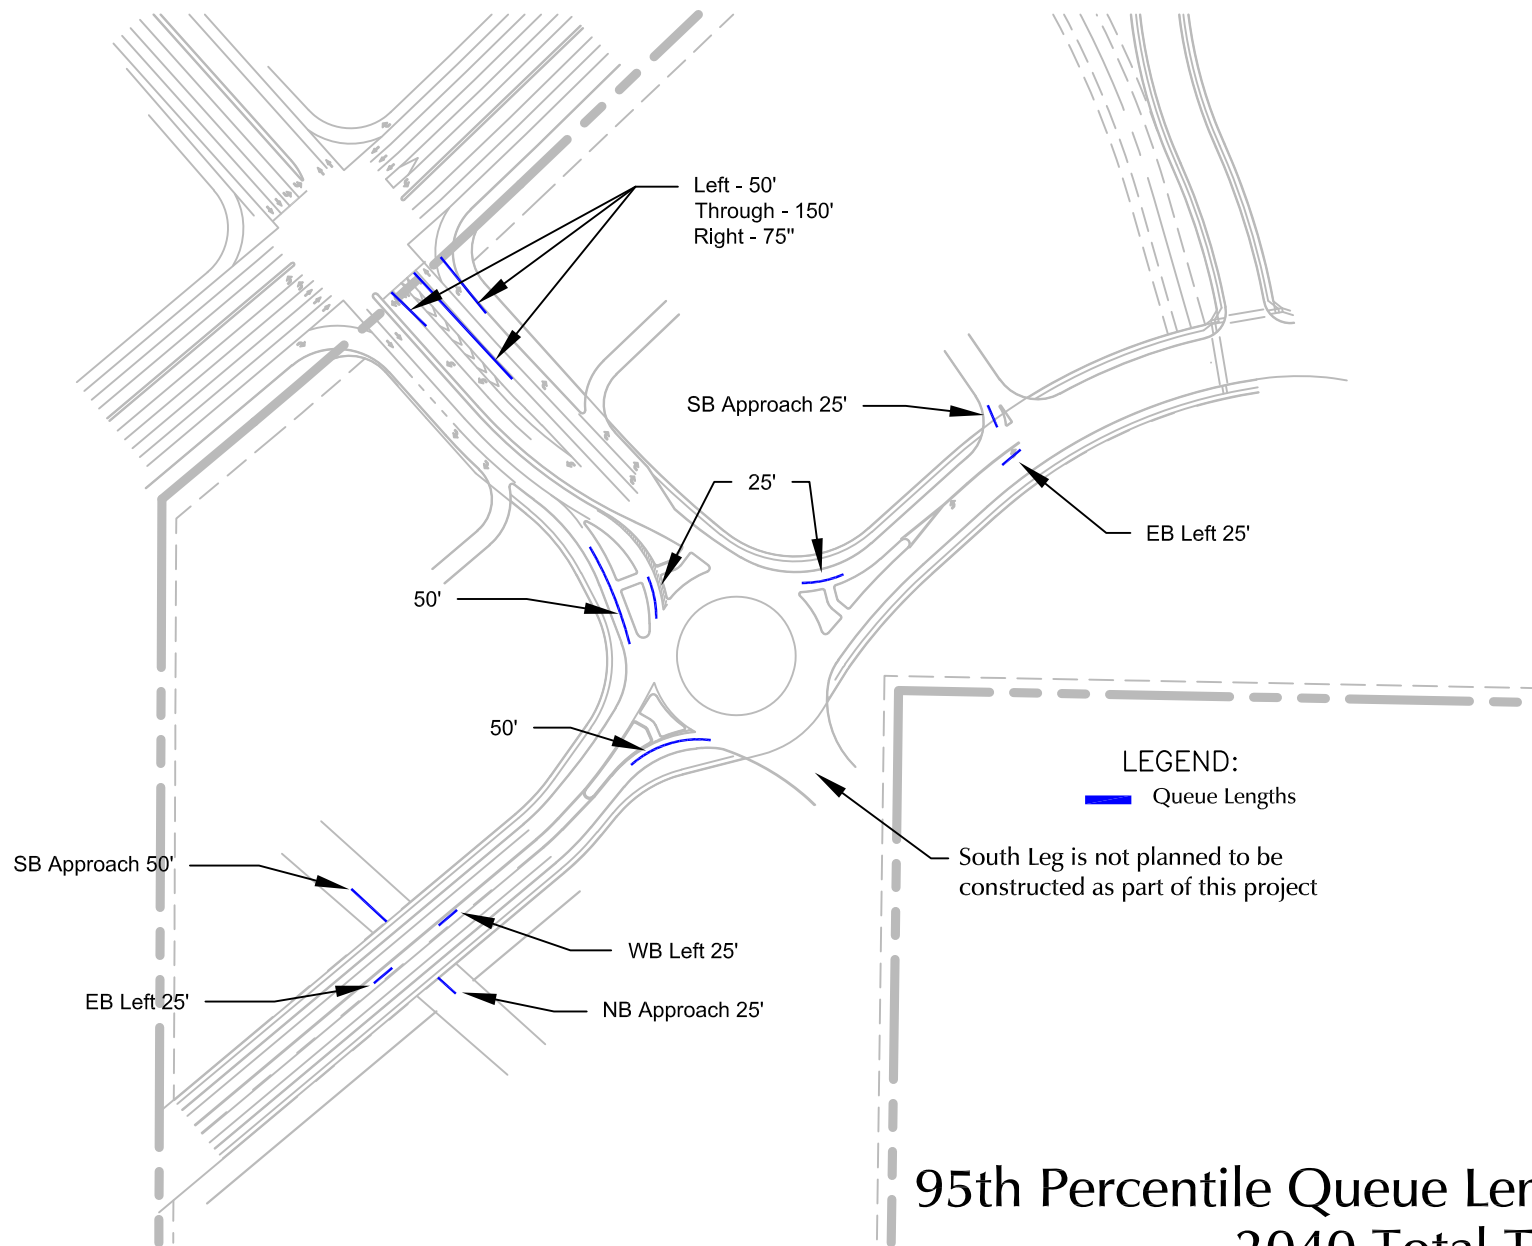 Left - 50'
Through - 150'
Right - 75"
SB Approach 25'
25'
EB Left 25'
50'
50'
LEGEND:
Queue Lengths
South Leg is not planned to be
constructed as part of this project
SB Approach 50'
WB Left 25'
EB Left 25'
NB Approach 25'
95th Percentile Queue
2040 Total